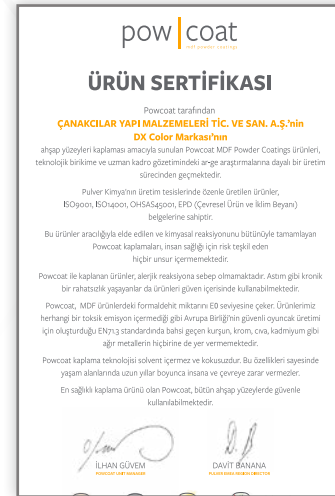 pow coat
mdf powder coatings
ÜRÜN SERTİFİKASI
Powcoat tarafından
ÇANAKCILAR YAPI MALZEMELERİ TİC. VE SAN. A.Ş.'nin
DX Color Markası'nın
ahşap yüzeyleri kaplaması amacıyla sunulan Powcoat MDF Powder Coatings ürünleri,
teknolojik birikime ve uzman kadro gözetimindeki ar-ge araştırmalarına dayalı bir üretim
sürecinden geçmektedir.
Pulver Kimya'nın üretim tesislerinde özenle üretilen ürünler,
ISO9001, ISO14001, OHSAS45001, EPD (Çevresel Ürün ve İklim Beyanı)
belgelerine sahiptir.
Bu ürünler aracılığıyla elde edilen ve kimyasal reaksiyonunu bütünüyle tamamlayan
Powcoat kaplamaları, insan sağlığı için risk teşkil eden
hiçbir unsur içermemektedir.
Powcoat ile kaplanan ürünler, alerjik reaksiyona sebep olmamaktadır. Astım gibi kronik
bir rahatsızlık yaşayanlar da ürünleri güven içerisinde kullanabilmektedir.
Powcoat, MDF ürünlerdeki formaldehit miktarını E0 seviyesine çeker. Ürünlerimiz
herhangi bir toksik emisyon içermediği gibi Avrupa Birliği'nin güvenli oyuncak üretimi
için oluşturduğu EN71.3 standardında bahsi geçen kurşun, krom, civa, kadmiyum gibi
ağır metallerin hiçbirine de yer vermemektedir.
Powcoat kaplama teknolojisi solvent içermez ve kokusuzdur. Bu özellikleri sayesinde
yaşam alanlarında uzun yıllar boyunca insana ve çevreye zarar vermezler.
En sağlıklı kaplama ürünü olan Powcoat, bütün ahşap yüzeylerde güvenle
kullanılabilmektedir.
İLHAN GÜVEM
POWCOAT UNIT MANAGER
DAVİT BANANA